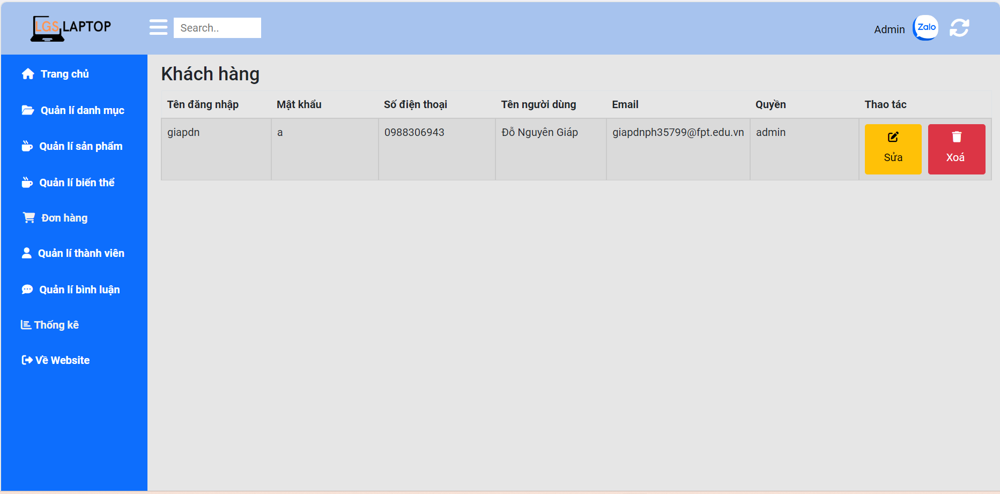 LGS LAPTOP
Search..
Admin
Zalo
Trang chủ
Quản lí danh mục
Quản lí sản phẩm
Quản lí biến thể
Đơn hàng
Quản lí thành viên
Quản lí bình luận
Thống kê
Về Website
Khách hàng
Tên đăng nhập Mật khẩu Số điện thoại Tên người dùng Email Quyền Thao tác
giapdn a 0988306943 Đỗ Nguyên Giáp giapdnph35799@fpt.edu.vn admin
Sửa Xoá